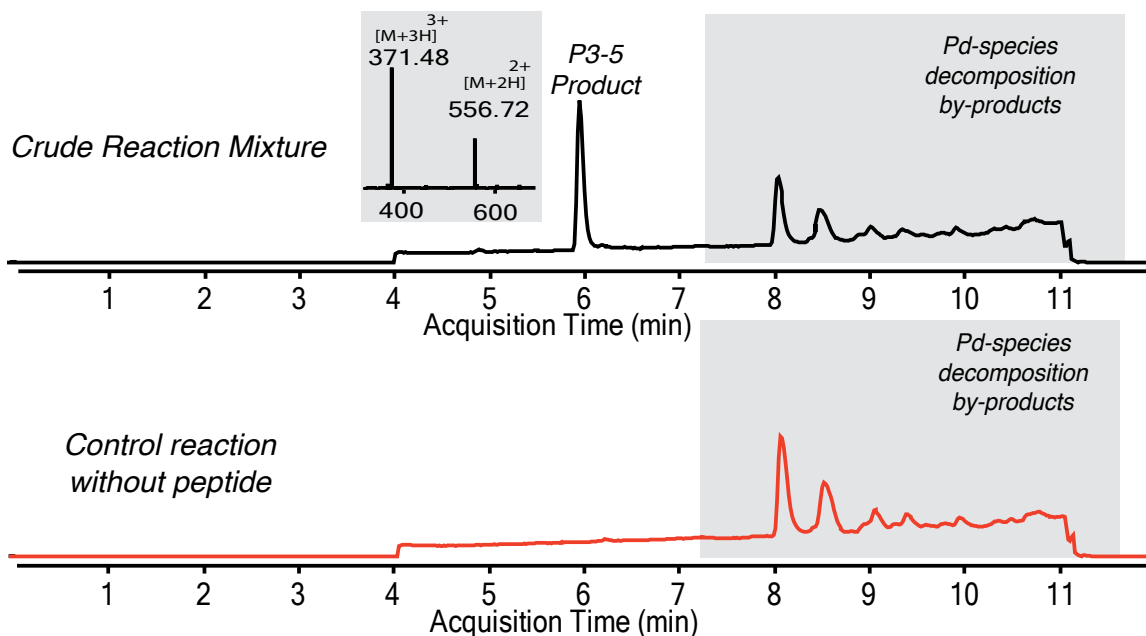 3+
[M+3H]
371.48
2+
[M+2H]
556.72
400 600
P3-5
Product
Pd-species
decomposition
by-products
Crude Reaction Mixture
1 2 3 4 5 6 7 8 9 10 11
Acquisition Time (min)
Pd-species
decomposition
by-products
Control reaction
without peptide
1 2 3 4 5 6 7 8 9 10 11
Acquisition Time (min)